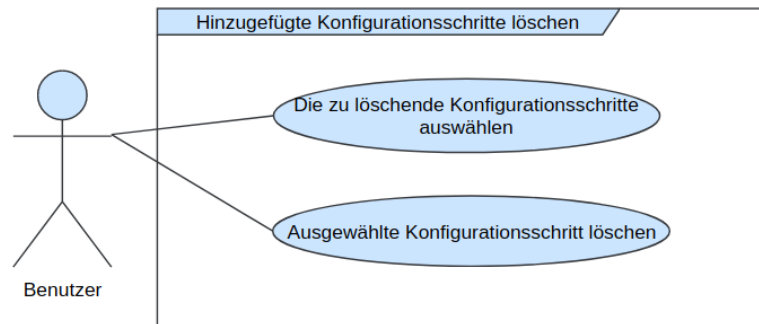 Hinzugefügte Konfigurationsschritte löschen
Die zu löschende Konfigurationsschritte
auswählen
Ausgewählte Konfigurationsschritt löschen
Benutzer